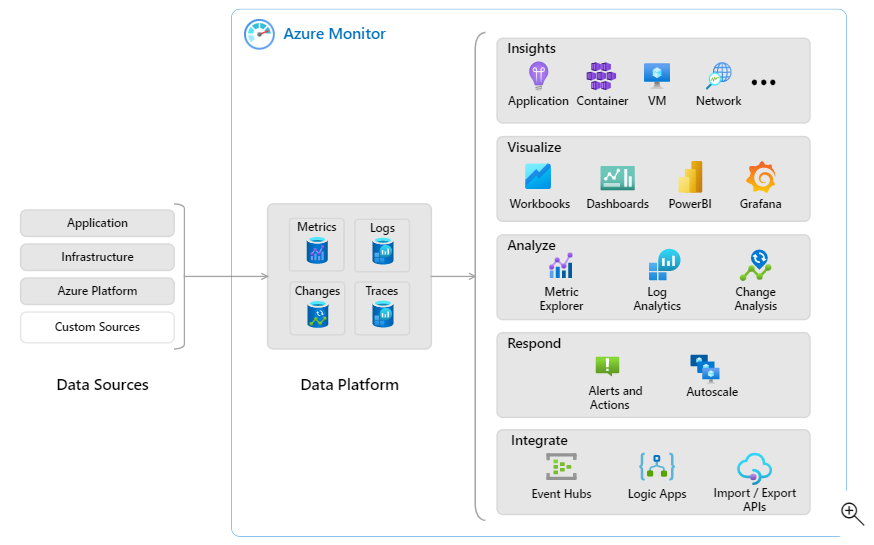 Azure Monitor
Application
Infrastructure
Azure Platform
Custom Sources
Data Sources
Metrics
Logs
Changes
Traces
Data Platform
Insights
Application
Container
VM
Network
Visualize
Workbooks
Dashboards
PowerBI
Grafana
Analyze
Metric
Explorer
Log
Analytics
Change
Analysis
Respond
Alerts and
Actions
Autoscale
Integrate
Event Hubs
Logic Apps
Import / Export
APIs